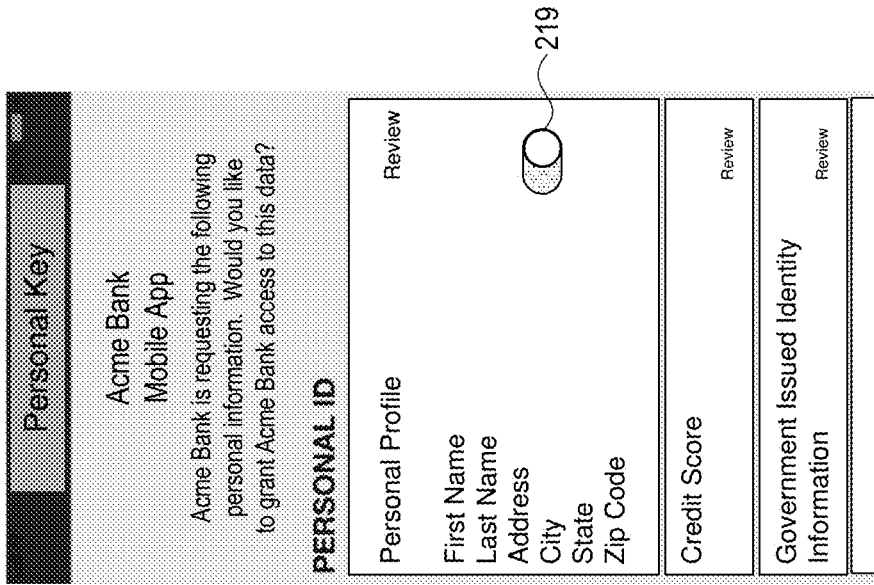 Personal Key
Acme Bank
Mobile App
Acme Bank is requesting the following
personal information. Would you like
to grant Acme Bank access to this data?
PERSONAL ID
Personal Profile Review
First Name
Last Name
Address
City
State
Zip Code
219
Credit Score Review
Government Issued Identity
Information Review